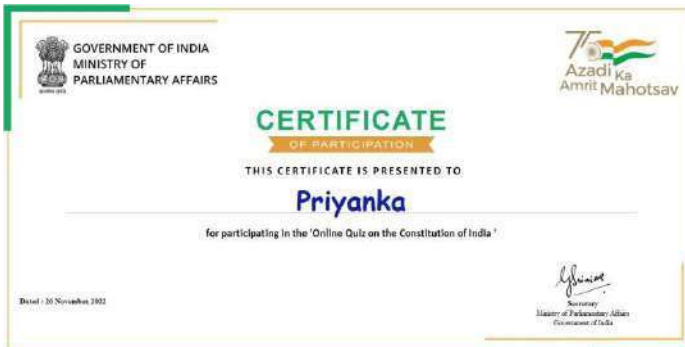 GOVERNMENT OF INDIA
MINISTRY OF
PARLIAMENTARY AFFAIRS
75
Azadi Ka
Amrit Mahotsav
CERTIFICATE
OF PARTICIPATION
THIS CERTIFICATE IS PRESENTED TO
Priyanka
for participating in the 'Online Quiz on the Constitution of India '
Dated : 26 November 2022
Secretary
Ministry of Parliamentary Affairs
Government of India